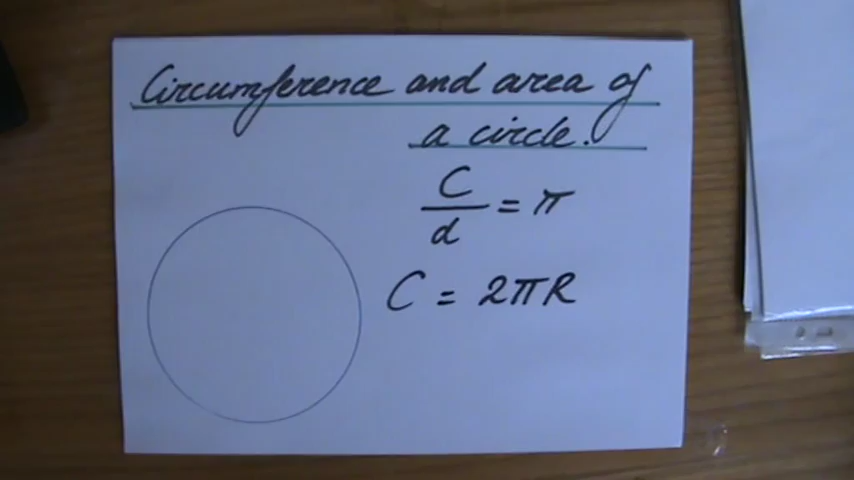 Circumference and area of
a circle.
C/d = π
C = 2πR